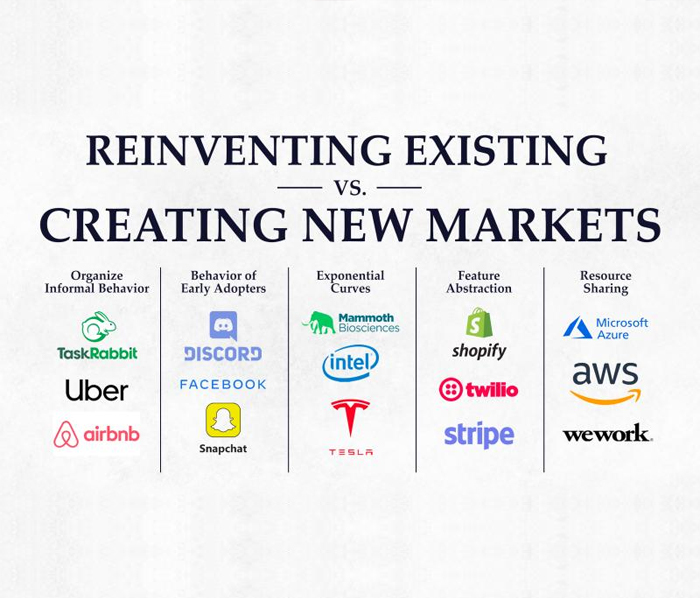 REINVENTING EXISTING
VS.
CREATING NEW MARKETS
Organize
Informal Behavior
TaskRabbit
Uber
airbnb
Behavior of
Early Adopters
DISCORD
FACEBOOK
Snapchat
Exponential
Curves
Mammoth
Biosciences
intel
TESLA
Feature
Abstraction
S
shopify
twilio
stripe
Resource
Sharing
Microsoft
Azure
aws
wework